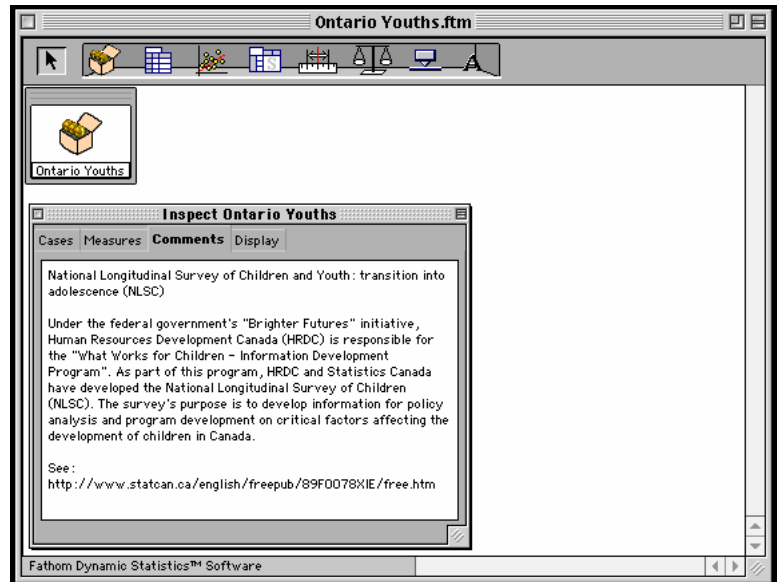 Ontario Youths.ftm
S
Ontario Youths
Inspect Ontario Youths
Cases Measures Comments Display
National Longitudinal Survey of Children and Youth: transition into
adolescence (NLSC)
Under the federal government's "Brighter Futures" initiative,
Human Resources Development Canada (HRDC) is responsible for
the "What Works for Children - Information Development
Program". As part of this program, HRDC and Statistics Canada
have developed the National Longitudinal Survey of Children
(NLSC). The survey's purpose is to develop information for policy
analysis and program development on critical factors affecting the
development of children in Canada.
See:
http://www.statcan.ca/english/freepub/89F0078XIE/free.htm
Fathom Dynamic Statistics™ Software